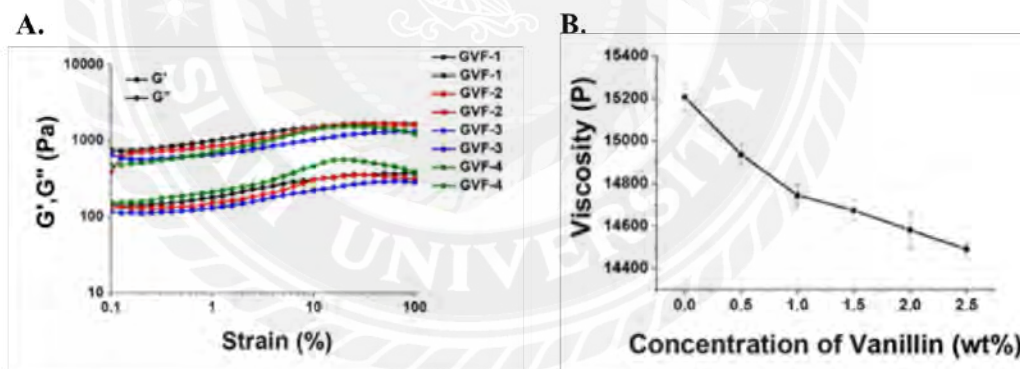 A.
10000
1000
100
10
G',G" (Pa)
G'
G"
0.1 1 10 100
Strain (%)
GVF-1
GVF-1
GVF-2
GVF-2
GVF-3
GVF-3
GVF-4
GVF-4
B.
15400
15200
15000
14800
14600
14400
Viscosity (P)
0.0 0.5 1.0 1.5 2.0 2.5
Concentration of Vanillin (wt%)
UNIVERSITY